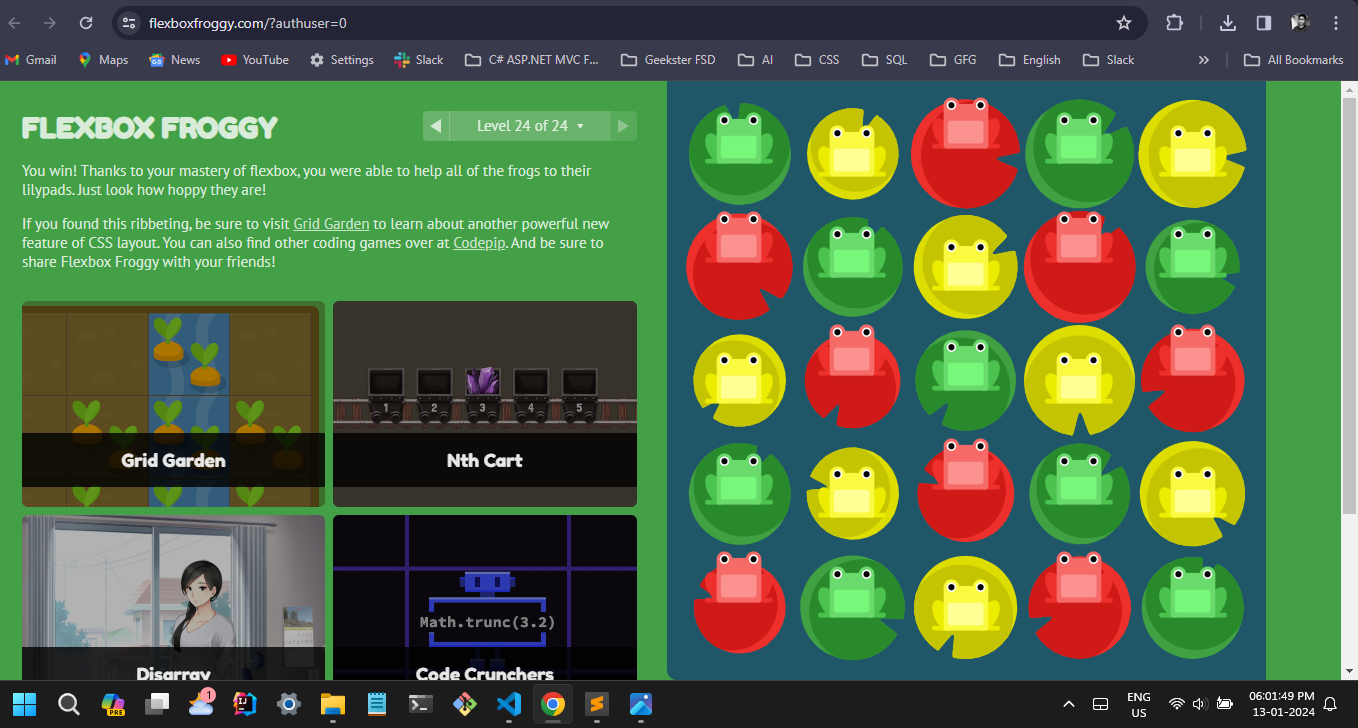 flexboxfroggy.com/?authuser=0
Gmail Maps News YouTube Settings Slack C# ASP.NET MVC F... Geekster FSD AI CSS SQL GFG English Slack » All Bookmarks
FLEXBOX FROGGY
Level 24 of 24
You win! Thanks to your mastery of flexbox, you were able to help all of the frogs to their
lilypads. Just look how hoppy they are!
If you found this ribbeting, be sure to visit Grid Garden to learn about another powerful new
feature of CSS layout. You can also find other coding games over at Codepip. And be sure to
share Flexbox Froggy with your friends!
1 2 3 4 5
Grid Garden
Nth Cart
Math.trunc(3.2)
Disarray
Code Crunchers
PRE
1
ENG
US
06:01:49 PM
13-01-2024